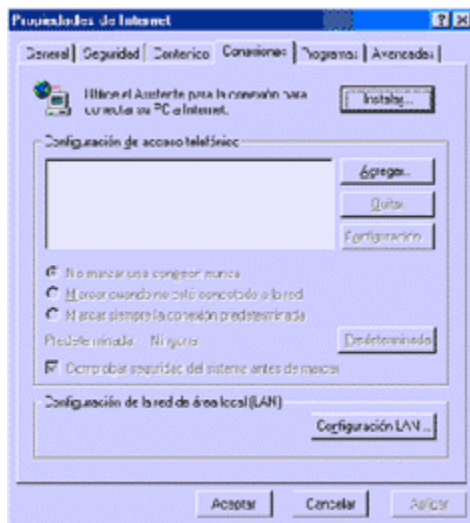 Propiedades de Internet
General Seguridad Contenido Conexiones Programas Avanzadas
Utilice el Asistente para la conexión para
conectar su PC a Internet.
Instalar...
Configuración de acceso telefónico
Agregar...
Quitar
Configuración
No marcar una conexión nunca
Marcar cuando no esté conectado a la red
Marcar siempre la conexión predeterminada
Predeterminada: Ninguna
Predeterminada
Comprobar seguridad del sistema antes de marcar
Configuración de la red de área local (LAN)
Configuración LAN...
Aceptar Cancelar Aplicar